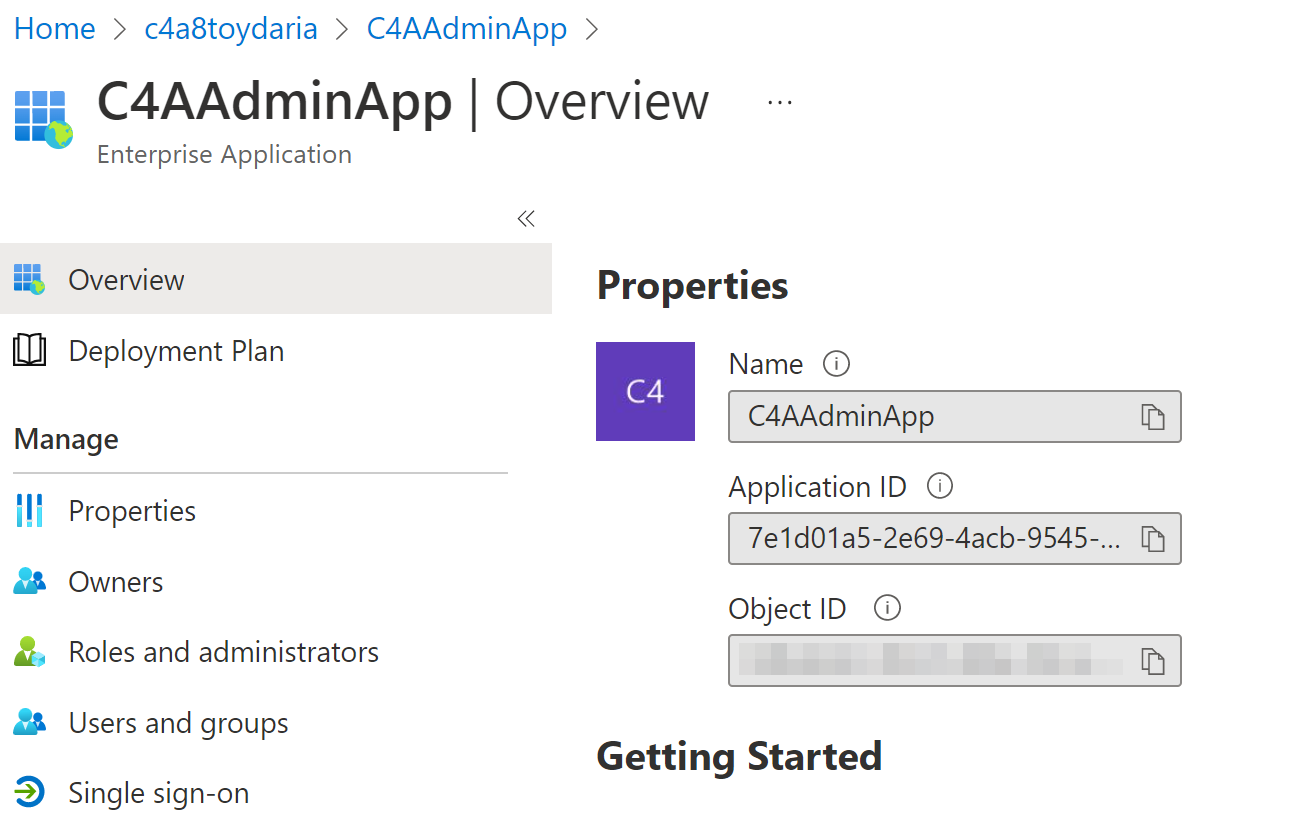 Home > c4a8toydaria > C4AAdminApp >
C4AAdminApp | Overview ...
Enterprise Application
«
Overview
Deployment Plan
Manage
Properties
Owners
Roles and administrators
Users and groups
Single sign-on
Properties
C4
Name
C4AAdminApp
Application ID
7e1d01a5-2e69-4acb-9545-...
Object ID
Getting Started